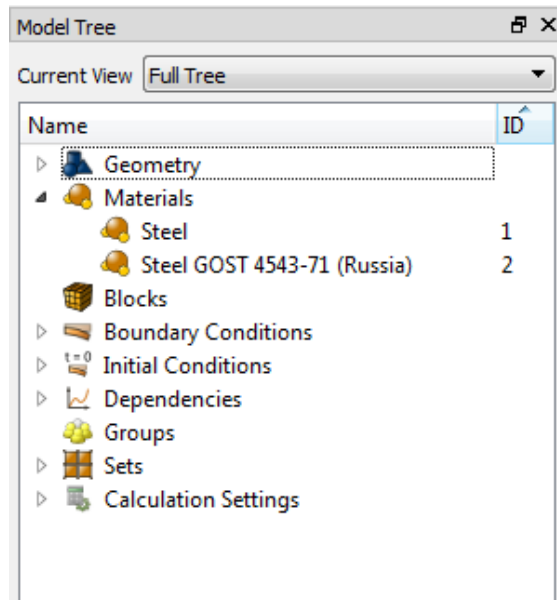 Model Tree
Current View Full Tree
Name ID
Geometry
Materials
Steel 1
Steel GOST 4543-71 (Russia) 2
Blocks
Boundary Conditions
t=0
Initial Conditions
Dependencies
Groups
Sets
Calculation Settings